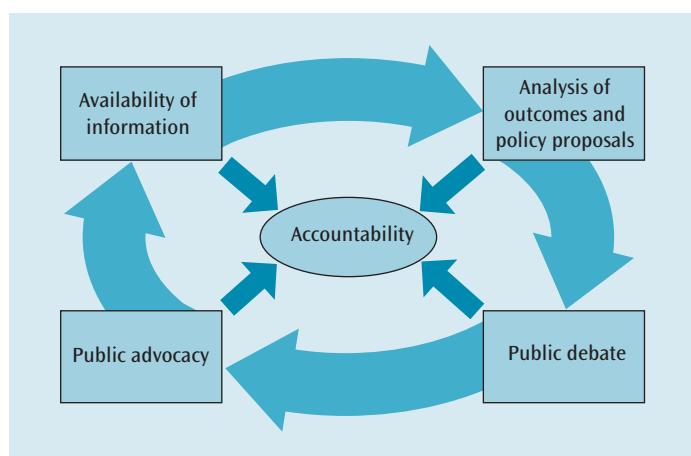 Availability of
information
Analysis of
outcomes and
policy proposals
Accountability
Public advocacy
Public debate